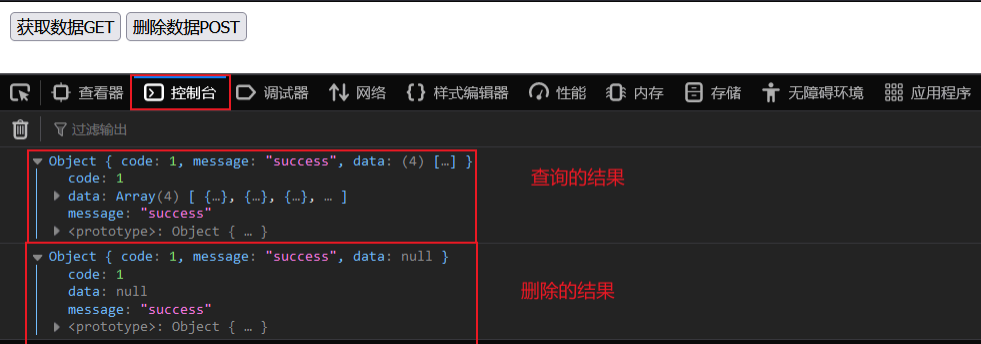 获取数据GET 删除数据POST
查看器 控制台 调试器 网络 样式编辑器 性能 内存 存储 无障碍环境 应用程序
过滤输出
Object { code: 1, message: "success", data: (4) […] }
code: 1
data: Array(4) [ {…}, {…}, {…}, … ]
message: "success"
<prototype>: Object { … }
查询的结果
Object { code: 1, message: "success", data: null }
code: 1
data: null
message: "success"
<prototype>: Object { … }
删除的结果